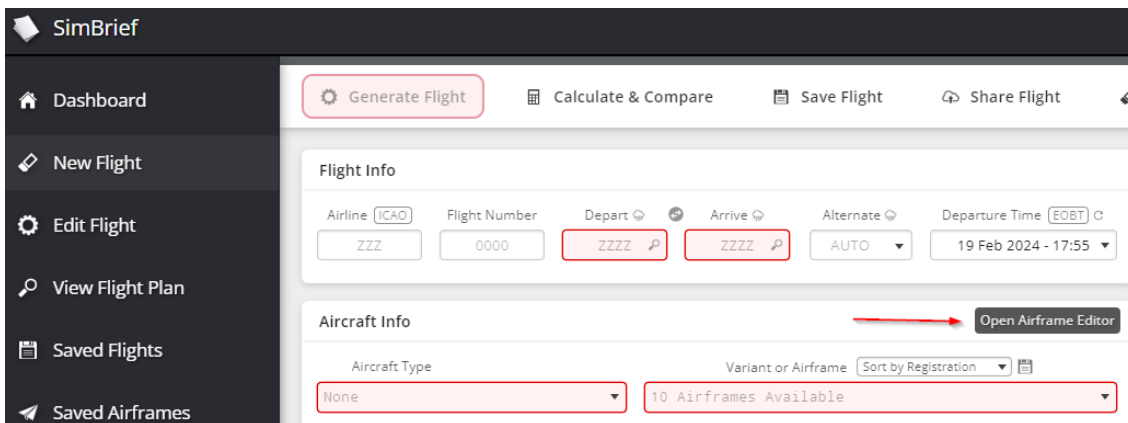 SimBrief
Dashboard
New Flight
Edit Flight
View Flight Plan
Saved Flights
Saved Airframes
Generate Flight
Calculate & Compare
Save Flight
Share Flight
Flight Info
Airline ICAO Flight Number Depart Arrive Alternate Departure Time EOBT
ZZZ 0000 ZZZZ ZZZZ AUTO 19 Feb 2024 - 17:55
Aircraft Info
Open Airframe Editor
Aircraft Type Variant or Airframe Sort by Registration
None 10 Airframes Available